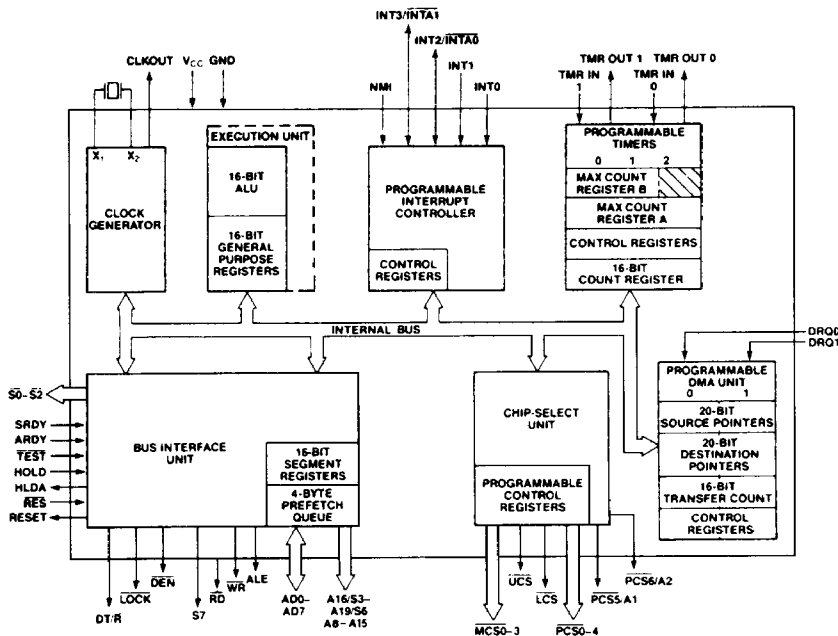 INT3/INTA1
INT2/INTA0
INT1
NMI
INT0
CLKOUT
VCC GND
TMR OUT 1 TMR OUT 0
TMR IN TMR IN
1 0
X1 X2
CLOCK
GENERATOR
EXECUTION UNIT
16-BIT
ALU
16-BIT
GENERAL
PURPOSE
REGISTERS
PROGRAMMABLE
INTERRUPT
CONTROLLER
CONTROL
REGISTERS
PROGRAMMABLE
TIMERS
0 1 2
MAX COUNT
REGISTER B
MAX COUNT
REGISTER A
CONTROL REGISTERS
16-BIT
COUNT REGISTER
INTERNAL BUS
DRQ0
DRQ1
S0-S2
SRDY
ARDY
TEST
HOLD
HLDA
RES
RESET
BUS INTERFACE
UNIT
16-BIT
SEGMENT
REGISTERS
4-BYTE
PREFETCH
QUEUE
CHIP-SELECT
UNIT
PROGRAMMABLE
CONTROL
REGISTERS
PROGRAMMABLE
DMA UNIT
0 1
20-BIT
SOURCE POINTERS
20-BIT
DESTINATION
POINTERS
16-BIT
TRANSFER COUNT
CONTROL
REGISTERS
DT/R
LOCK
DEN
S7
RD
WR
ALE
AD0-
AD7
A16/S3-
A19/S6
A8-A15
MCS0-3
UCS
LCS
PCS0-4
PCS5/A1
PCS6/A2